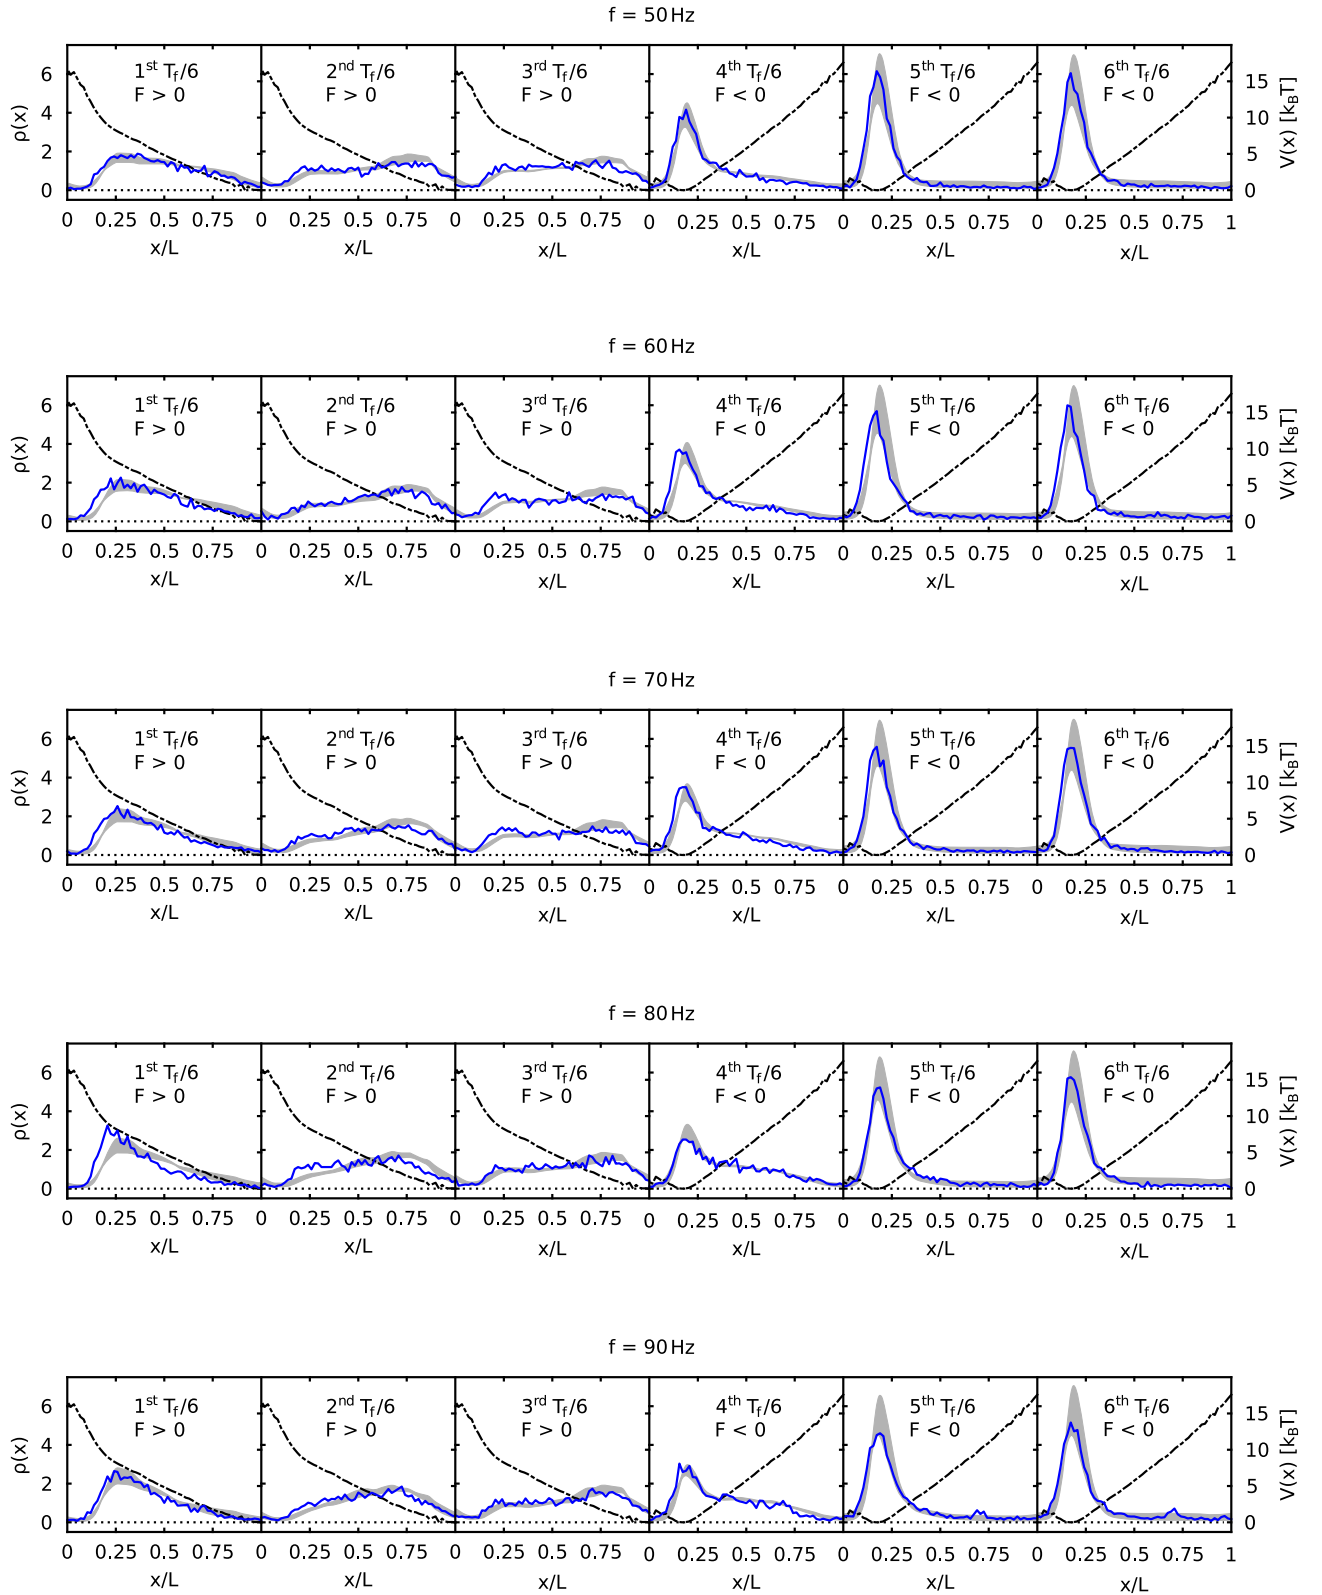 f = 50 Hz
1st Tf/6 2nd Tf/6 3rd Tf/6 4th Tf/6 5th Tf/6 6th Tf/6
F > 0 F > 0 F > 0 F < 0 F < 0 F < 0
ρ(x)
6
4
2
0
15
10
5
0
V(x) [kBT]
0 0.25 0.5 0.75 0 0.25 0.5 0.75 0 0.25 0.5 0.75 0 0.25 0.5 0.75 0 0.25 0.5 0.75 0 0.25 0.5 0.75 1
x/L x/L x/L x/L x/L x/L
f = 60 Hz
1st Tf/6 2nd Tf/6 3rd Tf/6 4th Tf/6 5th Tf/6 6th Tf/6
F > 0 F > 0 F > 0 F < 0 F < 0 F < 0
ρ(x)
6
4
2
0
15
10
5
0
V(x) [kBT]
0 0.25 0.5 0.75 0 0.25 0.5 0.75 0 0.25 0.5 0.75 0 0.25 0.5 0.75 0 0.25 0.5 0.75 0 0.25 0.5 0.75 1
x/L x/L x/L x/L x/L x/L
f = 70 Hz
1st Tf/6 2nd Tf/6 3rd Tf/6 4th Tf/6 5th Tf/6 6th Tf/6
F > 0 F > 0 F > 0 F < 0 F < 0 F < 0
ρ(x)
6
4
2
0
15
10
5
0
V(x) [kBT]
0 0.25 0.5 0.75 0 0.25 0.5 0.75 0 0.25 0.5 0.75 0 0.25 0.5 0.75 0 0.25 0.5 0.75 0 0.25 0.5 0.75 1
x/L x/L x/L x/L x/L x/L
f = 80 Hz
1st Tf/6 2nd Tf/6 3rd Tf/6 4th Tf/6 5th Tf/6 6th Tf/6
F > 0 F > 0 F > 0 F < 0 F < 0 F < 0
ρ(x)
6
4
2
0
15
10
5
0
V(x) [kBT]
0 0.25 0.5 0.75 0 0.25 0.5 0.75 0 0.25 0.5 0.75 0 0.25 0.5 0.75 0 0.25 0.5 0.75 0 0.25 0.5 0.75 1
x/L x/L x/L x/L x/L x/L
f = 90 Hz
1st Tf/6 2nd Tf/6 3rd Tf/6 4th Tf/6 5th Tf/6 6th Tf/6
F > 0 F > 0 F > 0 F < 0 F < 0 F < 0
ρ(x)
6
4
2
0
15
10
5
0
V(x) [kBT]
0 0.25 0.5 0.75 0 0.25 0.5 0.75 0 0.25 0.5 0.75 0 0.25 0.5 0.75 0 0.25 0.5 0.75 0 0.25 0.5 0.75 1
x/L x/L x/L x/L x/L x/L